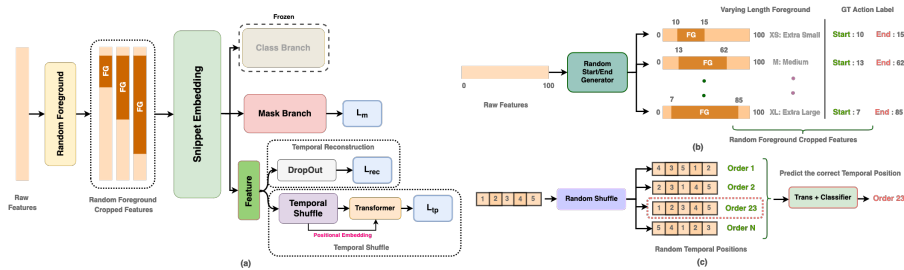 Frozen
Class Branch
Random Foreground
FG
FG
FG
Snippet Embedding
Mask Branch
Lm
Temporal Reconstruction
DropOut
Lrec
Feature
Temporal
Shuffle
Transformer
Ltp
Positional Embedding
Temporal Shuffle
Raw
Features
Random Foreground
Cropped Features
(a)
Varying Length Foreground
GT Action Label
10
15
0
FG
100
XS: Extra Small
Start : 10
End : 15
13
62
0
FG
100
M: Medium
Start : 13
End : 62
7
85
0
FG
100
XL: Extra Large
Start : 7
End : 85
Random
Start/End
Generator
0
100
Raw Features
Random Foreground Cropped Features
(b)
1 2 3 4 5
Random Shuffle
4 3 5 1 2
Order 1
2 3 1 4 5
Order 2
1 2 3 4 5
Order 23
5 4 1 2 3
Order N
Predict the correct Temporal Position
Trans + Classifier
Order 23
Random Temporal Positions
(c)